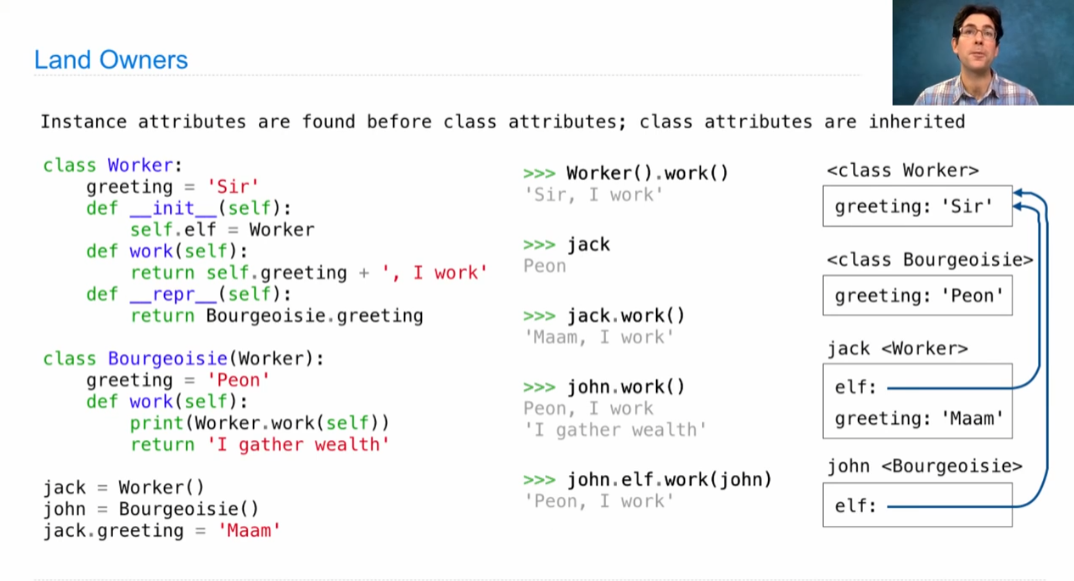 Land Owners
Instance attributes are found before class attributes; class attributes are inherited
class Worker:
    greeting = 'Sir'
    def __init__(self):
        self.elf = Worker
    def work(self):
        return self.greeting + ', I work'
    def __repr__(self):
        return Bourgeoisie.greeting
class Bourgeoisie(Worker):
    greeting = 'Peon'
    def work(self):
        print(Worker.work(self))
        return 'I gather wealth'
jack = Worker()
john = Bourgeoisie()
jack.greeting = 'Maam'
>>> Worker().work()
'Sir, I work'
>>> jack
Peon
>>> jack.work()
'Maam, I work'
>>> john.work()
Peon, I work
'I gather wealth'
>>> john.elf.work(john)
'Peon, I work'
<class Worker>
greeting: 'Sir'
<class Bourgeoisie>
greeting: 'Peon'
jack <Worker>
elf:
greeting: 'Maam'
john <Bourgeoisie>
elf: